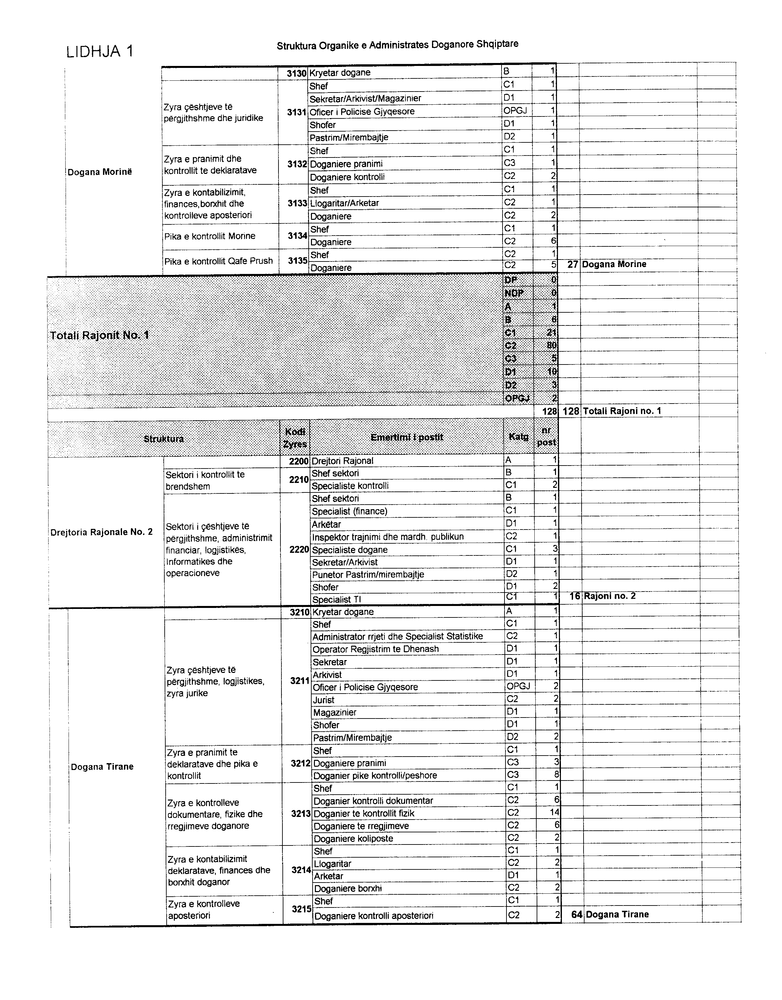 LIDHJA 1
Struktura Organike e Administrates Doganore Shqiptare
Dogana Morinë
3130 Kryetar dogane B 1
Zyra çështjeve të
përgjithshme dhe juridike
3131
Shef C1 1
Sekretar/Arkivist/Magazinier D1 1
Oficer i Policise Gjyqesore OPGJ 1
Shofer D1 1
Pastrim/Mirembajtje D2 1
Zyra e pranimit dhe
kontrollit te deklaratave
3132
Shef C1 1
Doganiere pranimi C3 1
Doganiere kontrolli C2 2
Zyra e kontabilizimit,
finances,borxhit dhe
kontrolleve aposteriori
3133
Shef C1 1
Llogaritar/Arketar C2 1
Doganiere C2 2
Pika e kontrollit Morine
3134
Shef C1 1
Doganiere C2 6
Pika e kontrollit Qafe Prush
3135
Shef C2 1
Doganiere C2 5 27 Dogana Morine
Totali Rajonit No. 1
DP 0
NDP 0
A 1
B 6
C1 21
C2 80
C3 5
D1 10
D2 3
OPGJ 2
128 128 Totali Rajoni no. 1
Struktura
Kodi
Zyres
Emertimi i postit
Katg
nr
post
Drejtoria Rajonale No. 2
2200 Drejtori Rajonal A 1
Sektori i kontrollit te
brendshem
2210
Shef sektori B 1
Specialiste kontrolli C1 2
Sektori i çështjeve të
përgjithshme, administrimit
financiar, logjistikës,
Informatikes dhe
operacioneve
2220
Shef sektori B 1
Specialist (finance) C1 1
Arkëtar D1 1
Inspektor trajnimi dhe mardh. publikun C2 1
Specialiste dogane C1 3
Sekretar/Arkivist D1 1
Punetor Pastrim/mirembajtje D2 1
Shofer D1 2
Specialist TI C1 1 16 Rajoni no. 2
Dogana Tirane
3210 Kryetar dogane A 1
Zyra çështjeve të
përgjithshme, logjistikes,
zyra jurike
3211
Shef C1 1
Administrator rrjeti dhe Specialist Statistike C2 1
Operator Regjistrim te Dhenash D1 1
Sekretar D1 1
Arkivist D1 1
Oficer i Policise Gjyqesore OPGJ 2
Jurist C2 2
Magazinier D1 1
Shofer D1 1
Pastrim/Mirembajtje D2 2
Zyra e pranimit te
deklaratave dhe pika e
kontrollit
3212
Shef C1 1
Doganiere pranimi C3 3
Doganier pike kontrolli/peshore C3 8
Zyra e kontrolleve
dokumentare, fizike dhe
rregjimeve doganore
3213
Shef C1 1
Doganier kontrolli dokumentar C2 6
Doganier te kontrollit fizik C2 14
Doganiere te rregjimeve C2 6
Doganiere koliposte C2 2
Zyra e kontabilizimit
deklaratave, finances dhe
borxhit doganor
3214
Shef C1 1
Llogaritar C2 2
Arketar D1 1
Doganiere borxhi C2 2
Zyra e kontrolleve
aposteriori
3215
Shef C1 1
Doganiere kontrolli aposteriori C2 2 64 Dogana Tirane